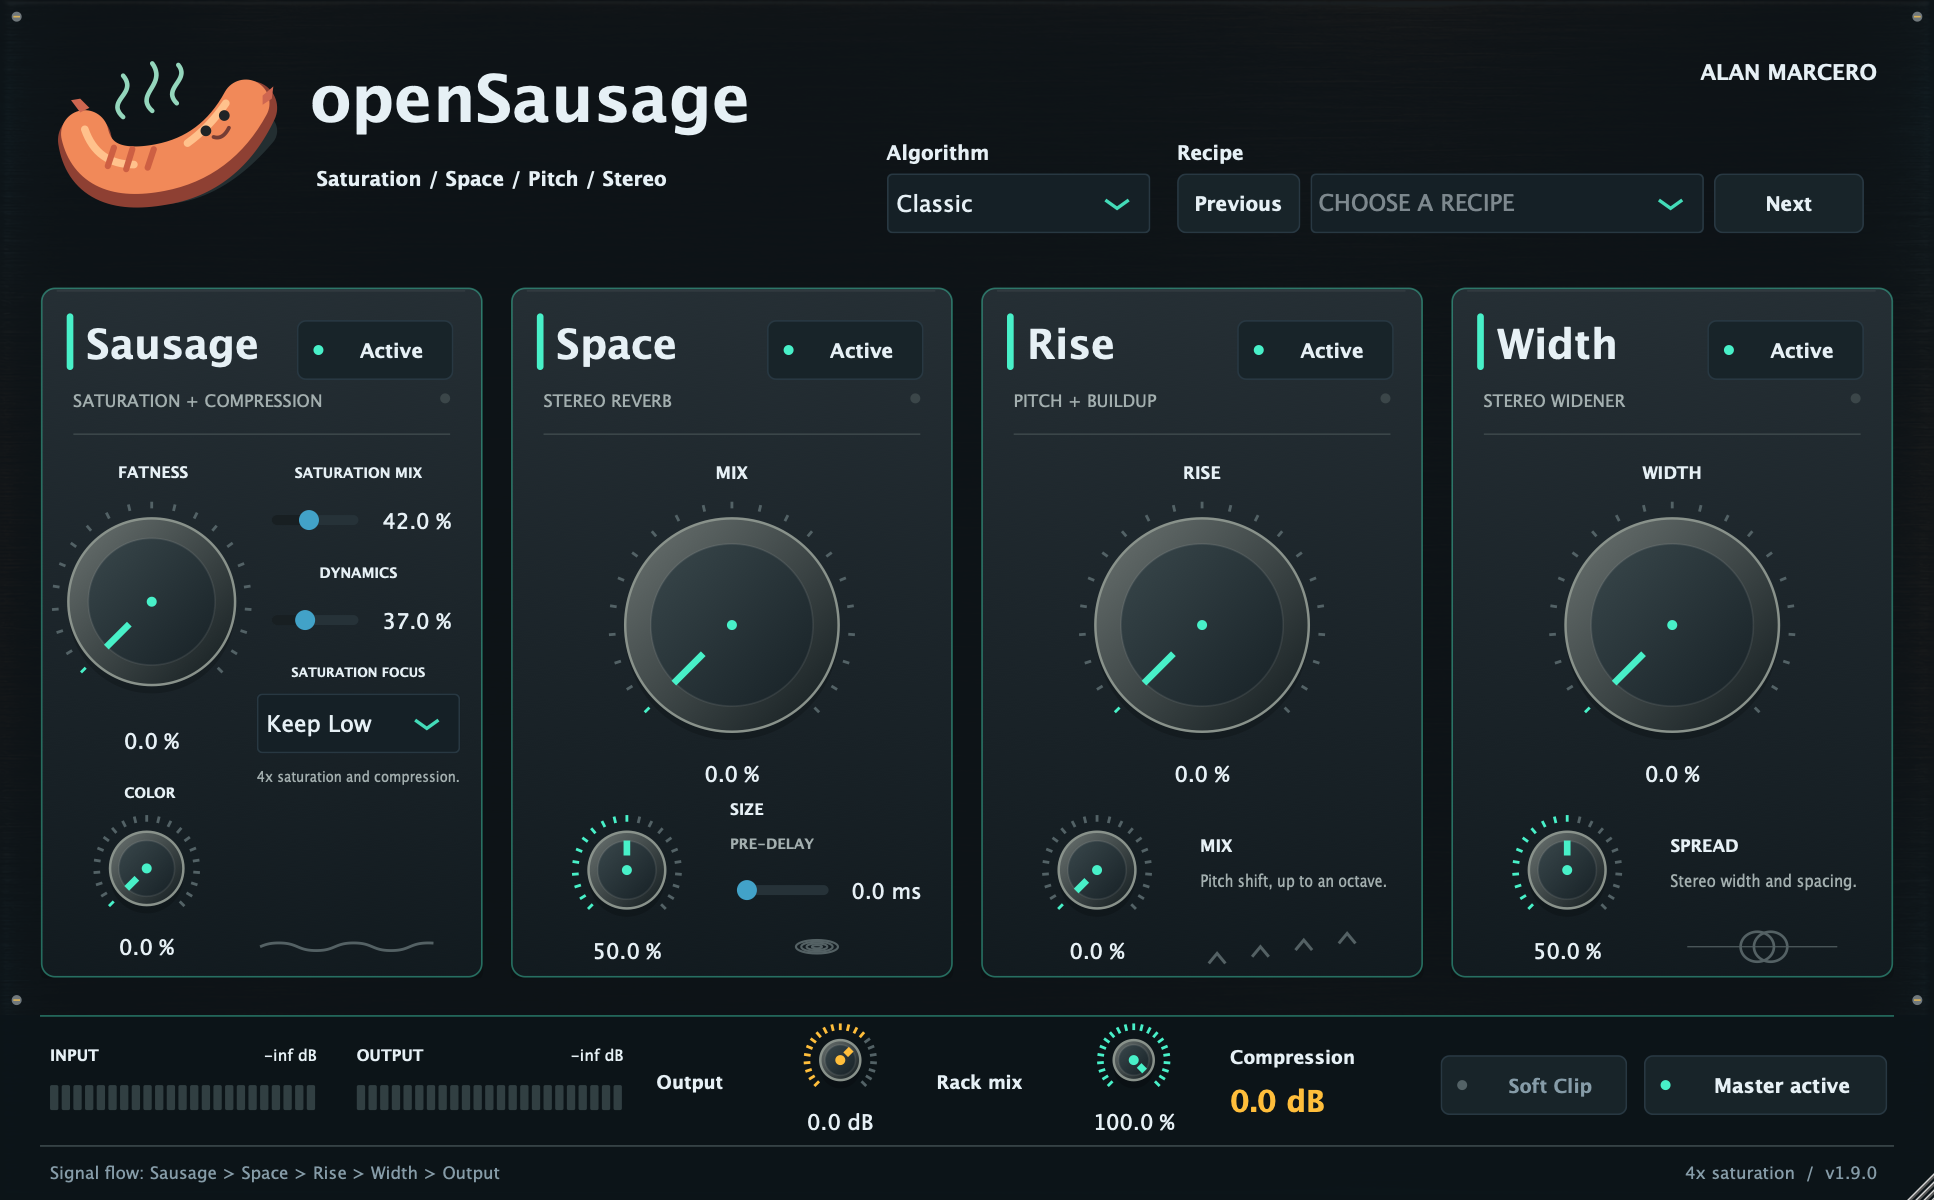 ALAN MARCERO
openSausage
Saturation / Space / Pitch / Stereo
Algorithm
Classic
Recipe
Previous
CHOOSE A RECIPE
Next
Sausage
Active
SATURATION + COMPRESSION
FATNESS
0.0 %
SATURATION MIX
42.0 %
DYNAMICS
37.0 %
SATURATION FOCUS
Keep Low
4x saturation and compression.
COLOR
0.0 %
Space
Active
STEREO REVERB
MIX
0.0 %
SIZE
PRE-DELAY
0.0 ms
50.0 %
Rise
Active
PITCH + BUILDUP
RISE
0.0 %
MIX
Pitch shift, up to an octave.
0.0 %
Width
Active
STEREO WIDENER
WIDTH
0.0 %
SPREAD
Stereo width and spacing.
50.0 %
INPUT
-inf dB
OUTPUT
-inf dB
Output
0.0 dB
Rack mix
100.0 %
Compression
0.0 dB
Soft Clip
Master active
Signal flow: Sausage > Space > Rise > Width > Output
4x saturation / v1.9.0